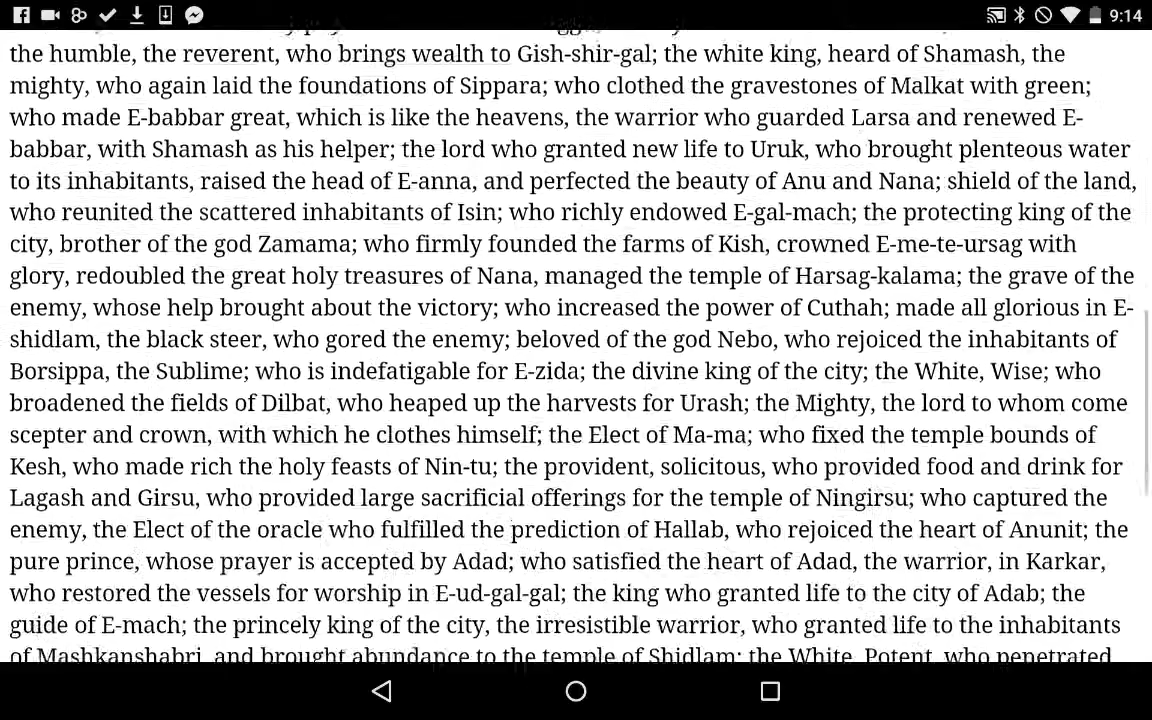 9:14
the humble, the reverent, who brings wealth to Gish-shir-gal; the white king, heard of Shamash, the
mighty, who again laid the foundations of Sippara; who clothed the gravestones of Malkat with green;
who made E-babbar great, which is like the heavens, the warrior who guarded Larsa and renewed E-
babbar, with Shamash as his helper; the lord who granted new life to Uruk, who brought plenteous water
to its inhabitants, raised the head of E-anna, and perfected the beauty of Anu and Nana; shield of the land,
who reunited the scattered inhabitants of Isin; who richly endowed E-gal-mach; the protecting king of the
city, brother of the god Zamama; who firmly founded the farms of Kish, crowned E-me-te-ursag with
glory, redoubled the great holy treasures of Nana, managed the temple of Harsag-kalama; the grave of the
enemy, whose help brought about the victory; who increased the power of Cuthah; made all glorious in E-
shidlam, the black steer, who gored the enemy; beloved of the god Nebo, who rejoiced the inhabitants of
Borsippa, the Sublime; who is indefatigable for E-zida; the divine king of the city; the White, Wise; who
broadened the fields of Dilbat, who heaped up the harvests for Urash; the Mighty, the lord to whom come
scepter and crown, with which he clothes himself; the Elect of Ma-ma; who fixed the temple bounds of
Kesh, who made rich the holy feasts of Nin-tu; the provident, solicitous, who provided food and drink for
Lagash and Girsu, who provided large sacrificial offerings for the temple of Ningirsu; who captured the
enemy, the Elect of the oracle who fulfilled the prediction of Hallab, who rejoiced the heart of Anunit; the
pure prince, whose prayer is accepted by Adad; who satisfied the heart of Adad, the warrior, in Karkar,
who restored the vessels for worship in E-ud-gal-gal; the king who granted life to the city of Adab; the
guide of E-mach; the princely king of the city, the irresistible warrior, who granted life to the inhabitants
of Mashkanshabri, and brought abundance to the temple of Shidlam; the White, Potent, who penetrated